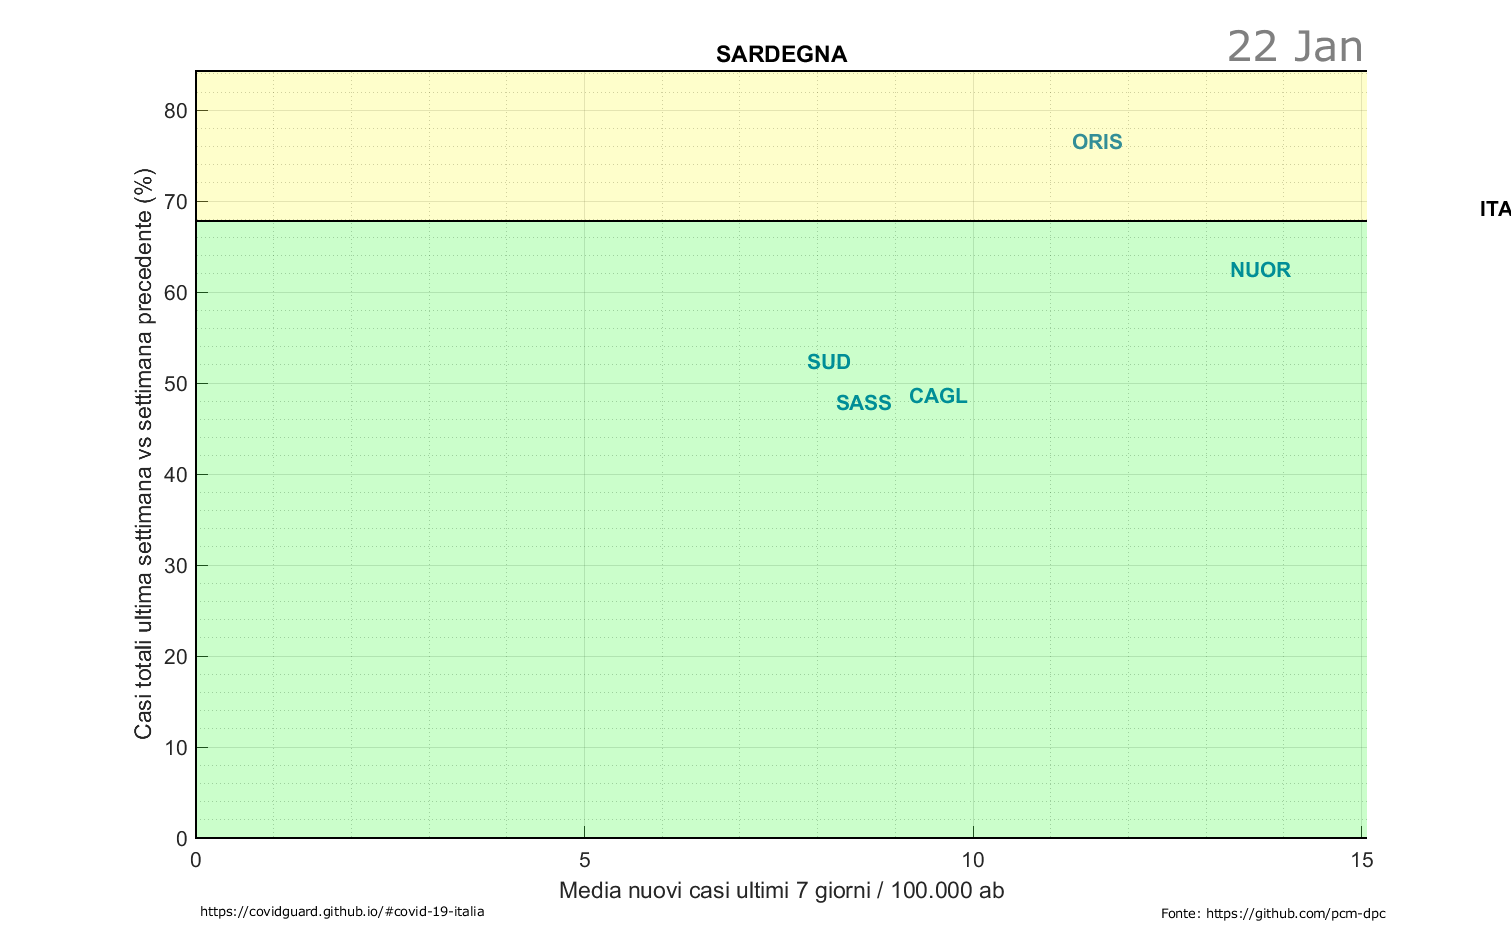 SARDEGNA
22 Jan
80
70
60
50
40
30
20
10
0
Casi totali ultima settimana vs settimana precedente (%)
ORIS
ITA
NUOR
SUD
SASS
CAGL
0
5
10
15
Media nuovi casi ultimi 7 giorni / 100.000 ab
https://covidguard.github.io/#covid-19-italia
Fonte: https://github.com/pcm-dpc